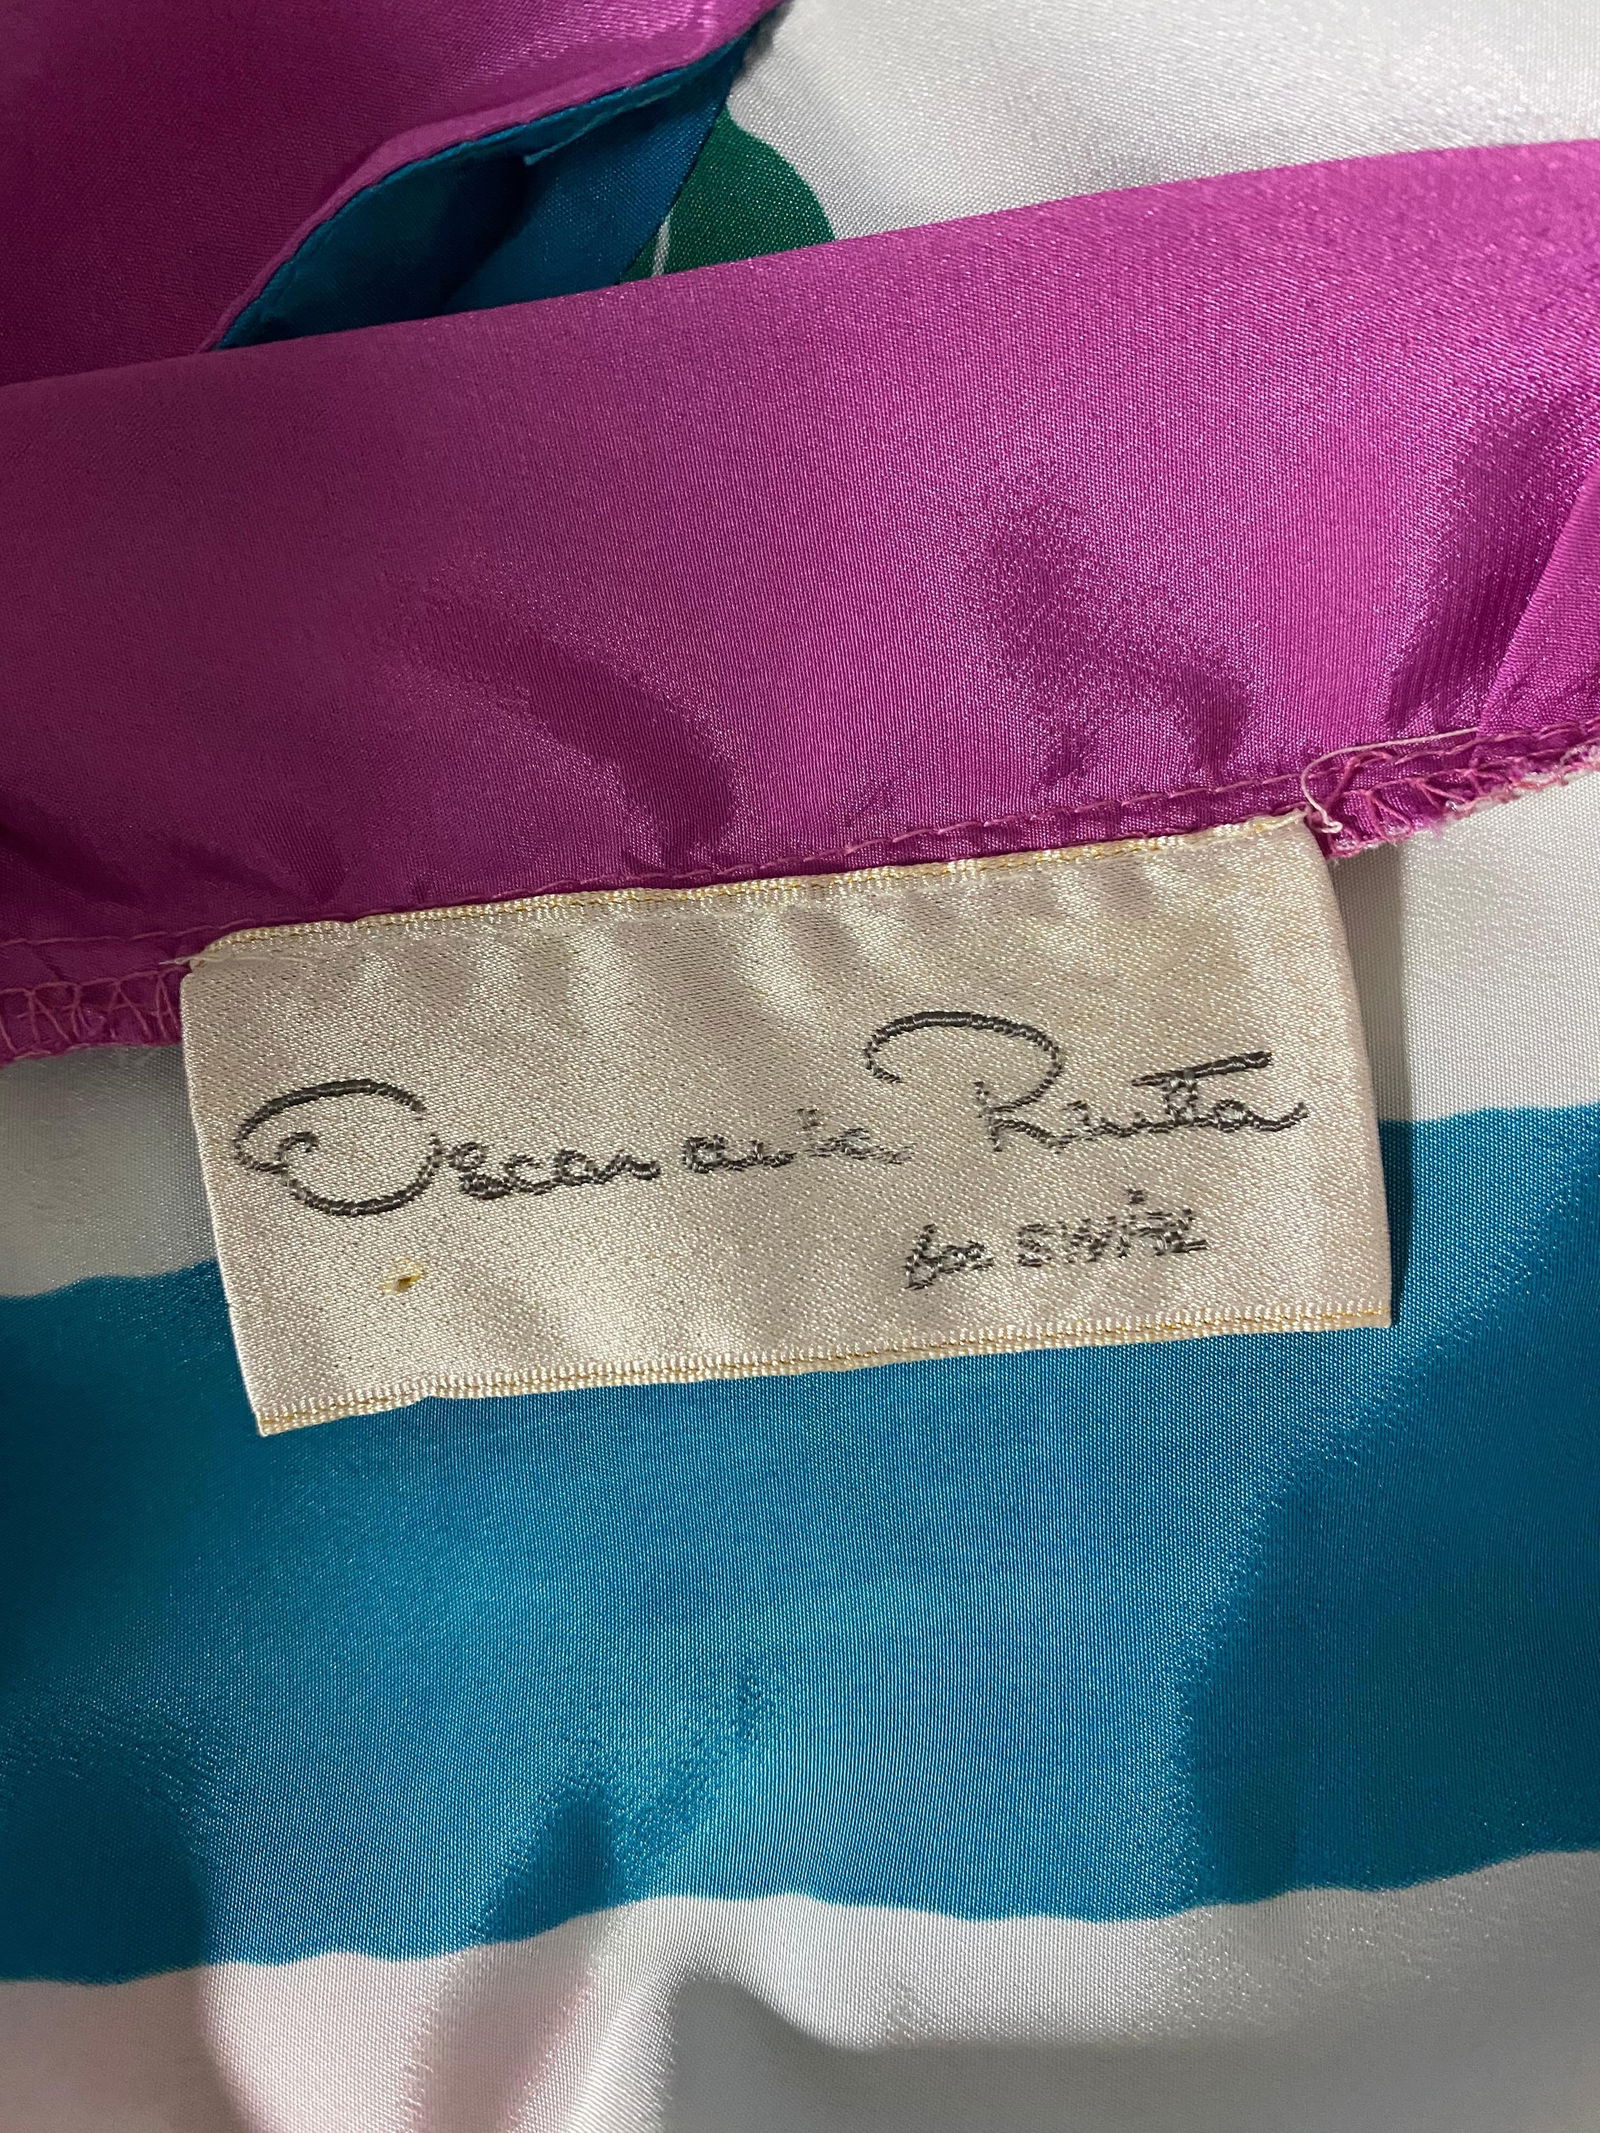 Oscar de la Renta
for SWIRL